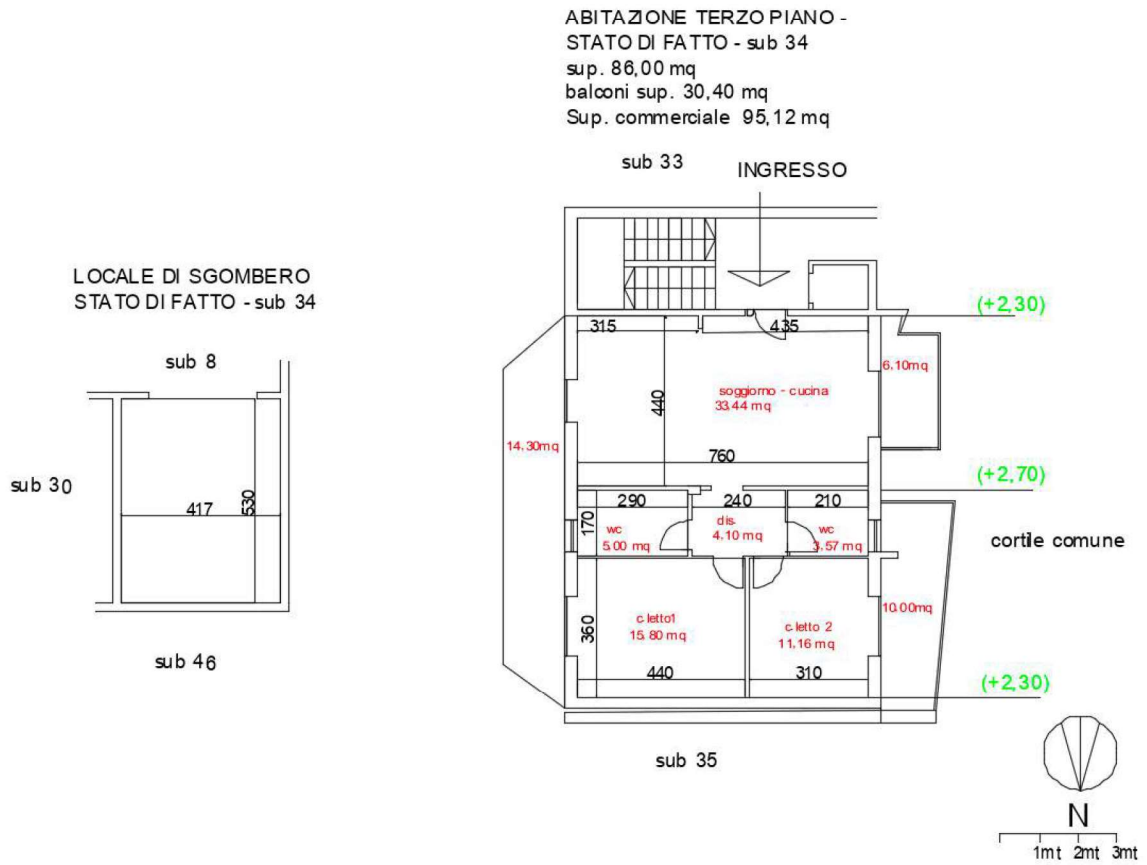 ABITAZIONE TERZO PIANO -
STATO DI FATTO - sub 34
sup. 86,00 mq
balconi sup. 30,40 mq
Sup. commerciale 95,12 mq
sub 33
INGRESSO
LOCALE DI SGOMBERO
STATO DI FATTO - sub 34
sub 8
sub 30
417
530
sub 46
(+2,30)
315
435
6.10mq
soggiorno - cucina
33.44 mq
440
14.30mq
760
(+2,70)
290
240
210
170
wc
5.00 mq
dis.
4.10 mq
wc
3.57 mq
cortile comune
10.00mq
360
c.letto1
15.80 mq
c.letto 2
11,16 mq
440
310
(+2,30)
sub 35
N
1mt 2mt 3mt